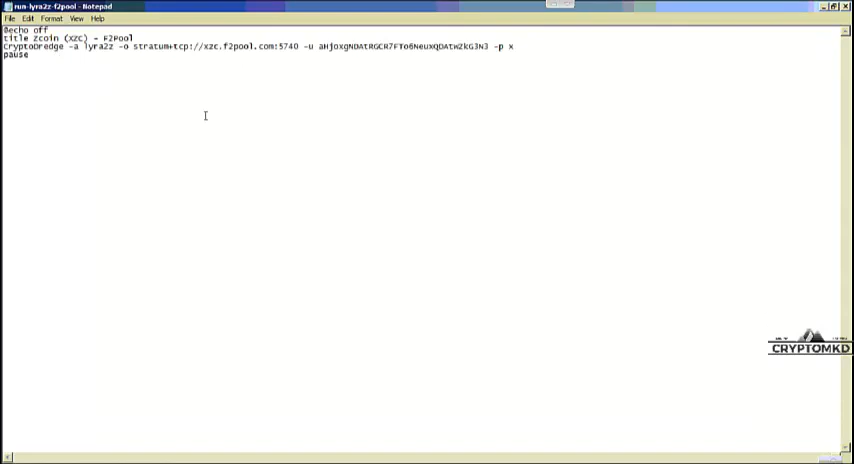 run-lyra2z-f2pool - Notepad
File Edit Format View Help
@echo off
title Zcoin (XZC) - F2Pool
CryptoDredge -a lyra2z -o stratum+tcp://xzc.f2pool.com:5740 -u aHjoxgNDAtRGCR7FTo6NeuxQDAtwZkG3N3 -p x
pause
CRYPTOMKD